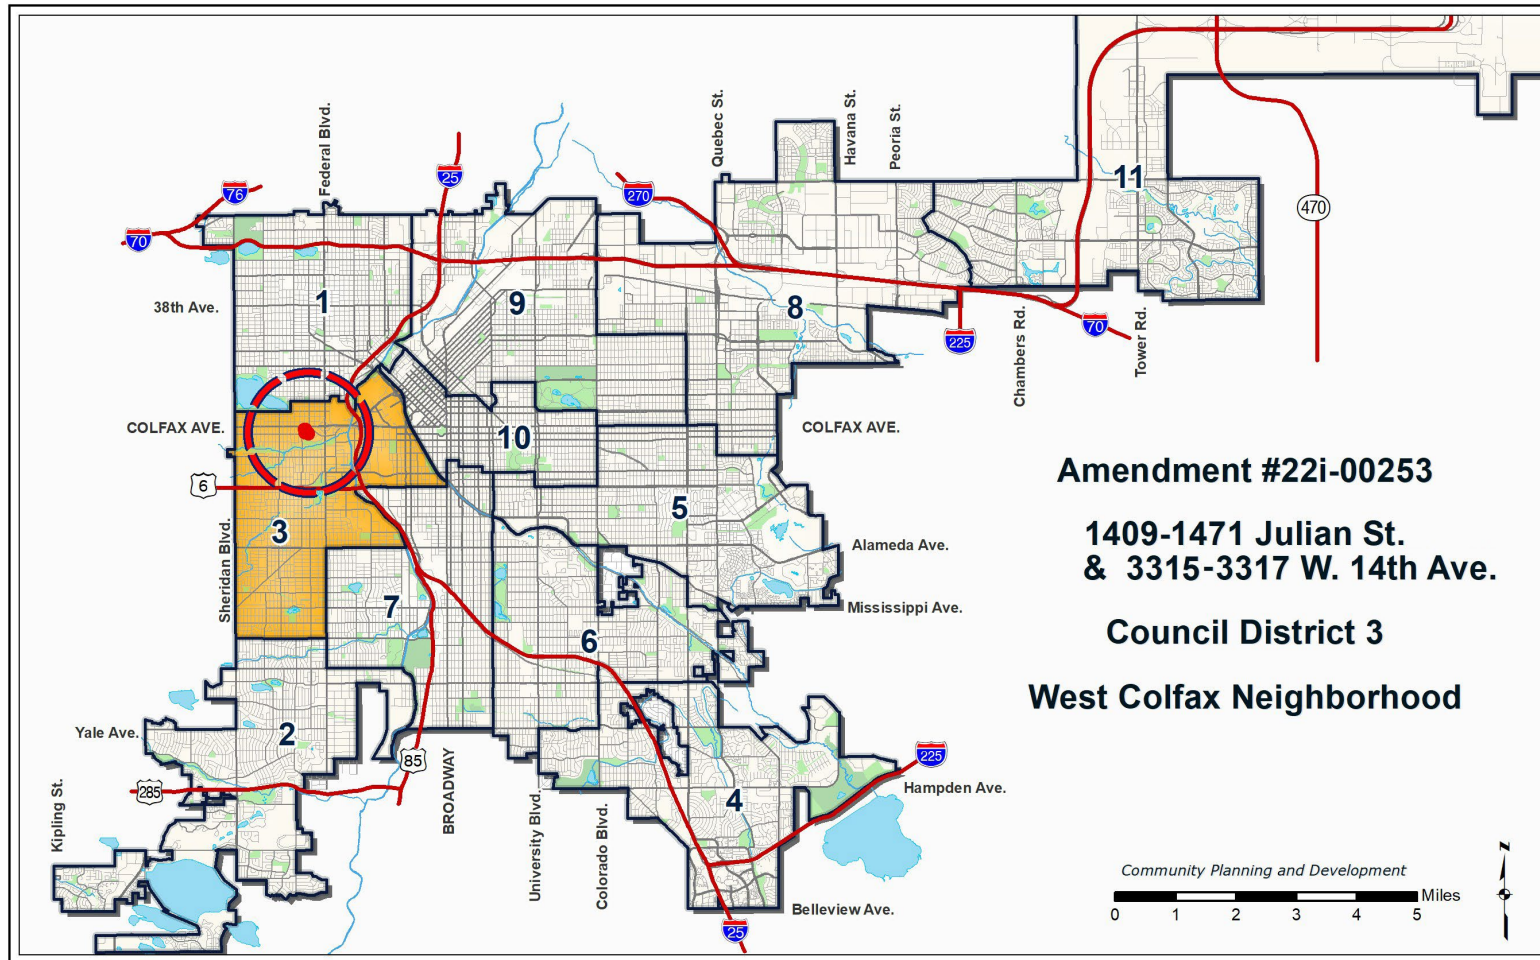 Federal Blvd.
Quebec St.
Havana St.
Peoria St.
76
25
270
70
11
470
38th Ave.
1
9
8
225
70
Chambers Rd.
Tower Rd.
COLFAX AVE.
10
COLFAX AVE.
6
3
5
Sheridan Blvd.
Alameda Ave.
7
6
Mississippi Ave.
Amendment #22i-00253
1409-1471 Julian St.
& 3315-3317 W. 14th Ave.
Council District 3
West Colfax Neighborhood
Yale Ave.
2
85
BROADWAY
225
285
Kipling St.
University Blvd.
Colorado Blvd.
4
Hampden Ave.
Belleview Ave.
25
Community Planning and Development
Miles
0 1 2 3 4 5
Z